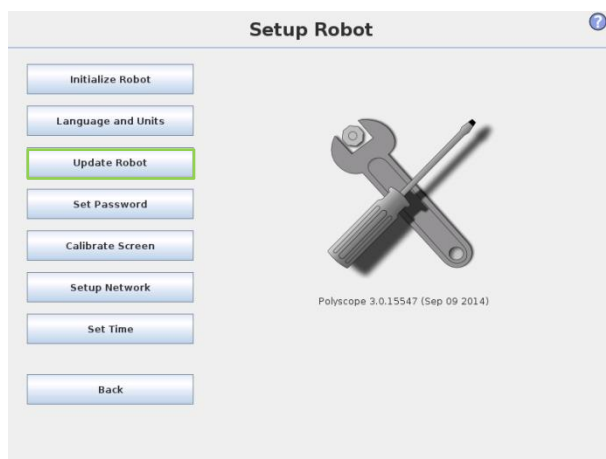 Setup Robot
?
Initialize Robot
Language and Units
Update Robot
Set Password
Calibrate Screen
Setup Network
Set Time
Back
Polyscope 3.0.15547 (Sep 09 2014)